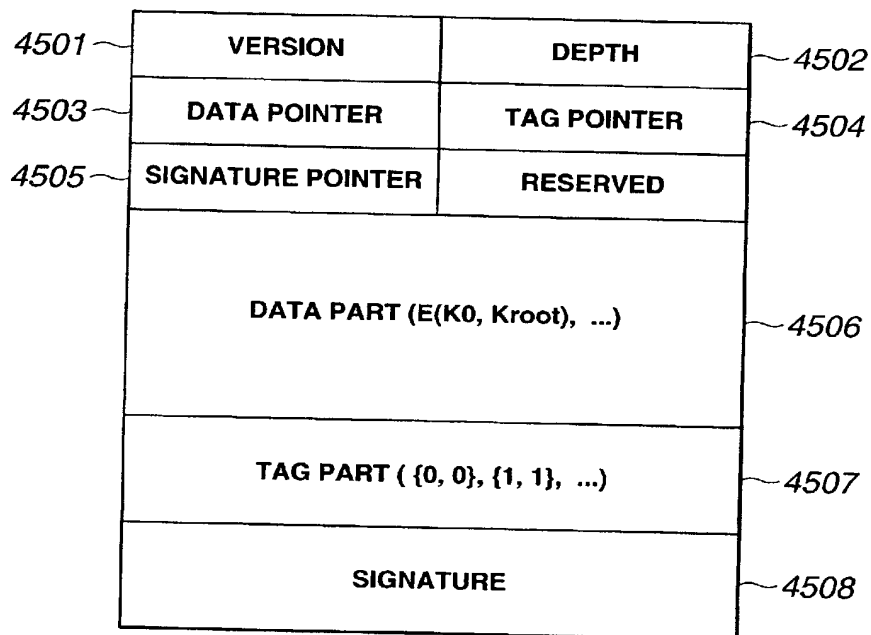 4501 VERSION DEPTH 4502
4503 DATA POINTER TAG POINTER 4504
4505 SIGNATURE POINTER RESERVED
DATA PART (E(K0, Kroot), ...) 4506
TAG PART ( {0, 0}, {1, 1}, ...) 4507
SIGNATURE 4508